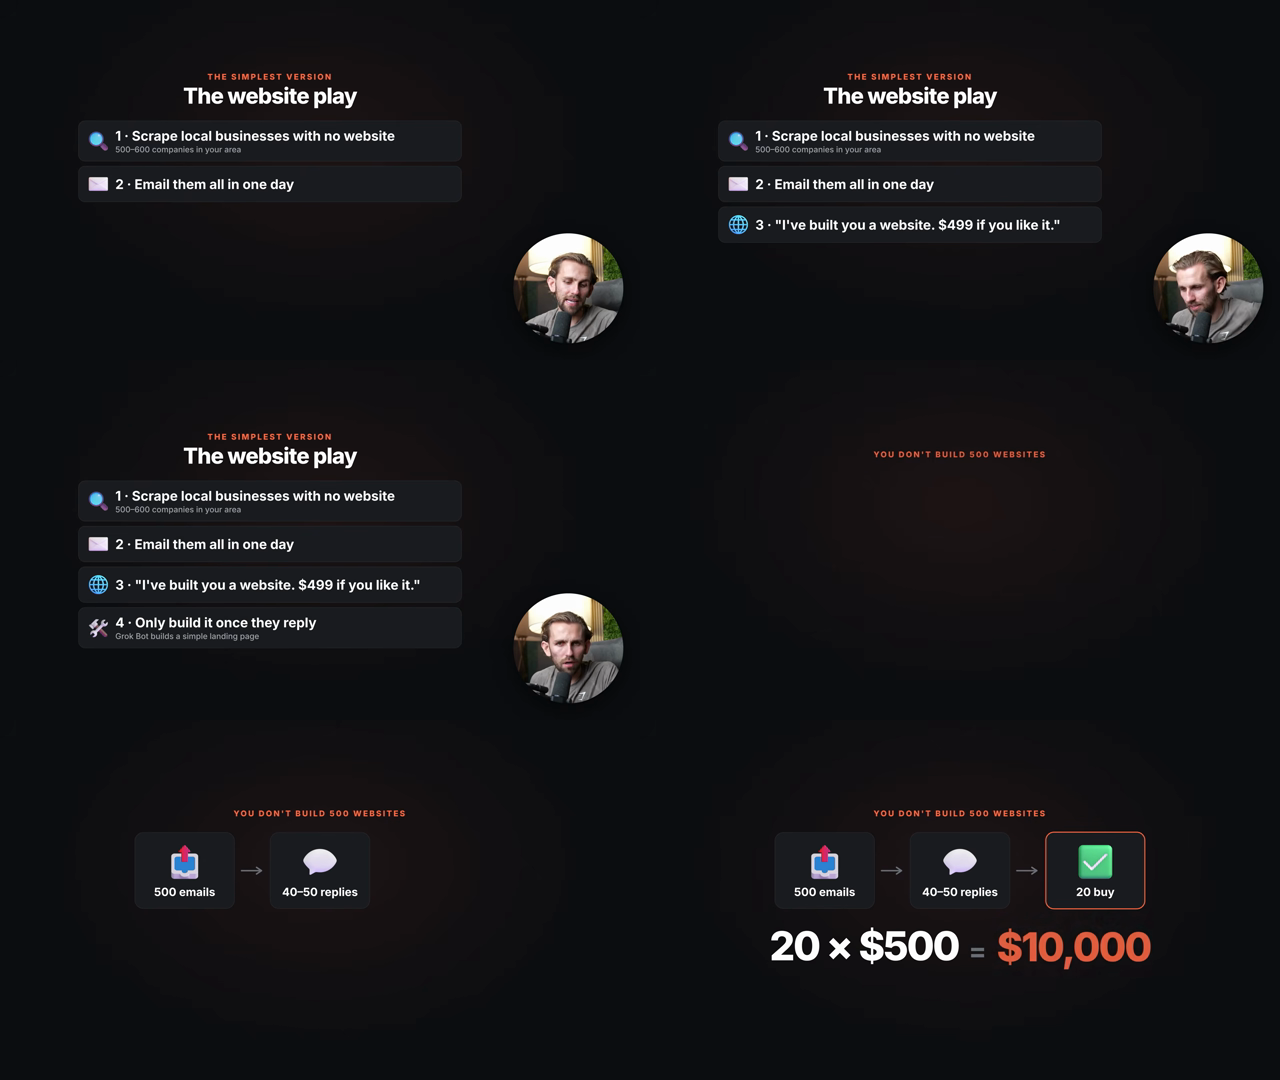 THE SIMPLEST VERSION
The website play
1 · Scrape local businesses with no website
500–600 companies in your area
2 · Email them all in one day
THE SIMPLEST VERSION
The website play
1 · Scrape local businesses with no website
500–600 companies in your area
2 · Email them all in one day
3 · "I've built you a website. $499 if you like it."
THE SIMPLEST VERSION
The website play
1 · Scrape local businesses with no website
500–600 companies in your area
2 · Email them all in one day
3 · "I've built you a website. $499 if you like it."
4 · Only build it once they reply
Grok Bot builds a simple landing page
YOU DON'T BUILD 500 WEBSITES
YOU DON'T BUILD 500 WEBSITES
500 emails
40–50 replies
YOU DON'T BUILD 500 WEBSITES
500 emails
40–50 replies
20 buy
20 × $500 = $10,000